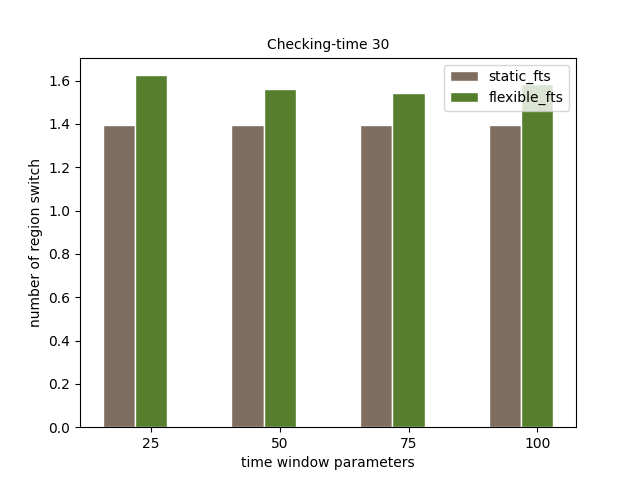 Checking-time 30
static_fts
flexible_fts
number of region switch
1.6
1.4
1.2
1.0
0.8
0.6
0.4
0.2
0.0
25 50 75 100
time window parameters